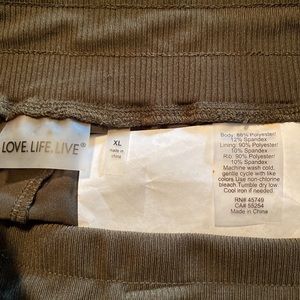 LOVE.LIFE.LIVE®
XL
made in
china
Body: 88% Polyester/
12% Spandex
Lining: 90% Polyester/
10% Spandex
Rib: 90% Polyester/
10% Spandex
Machine wash cold,
gentle cycle with like
colors. Use non-chlorine
bleach.Tumble dry low
Cool iron if needed.
RN# 45749
CA# 55254
Made in China